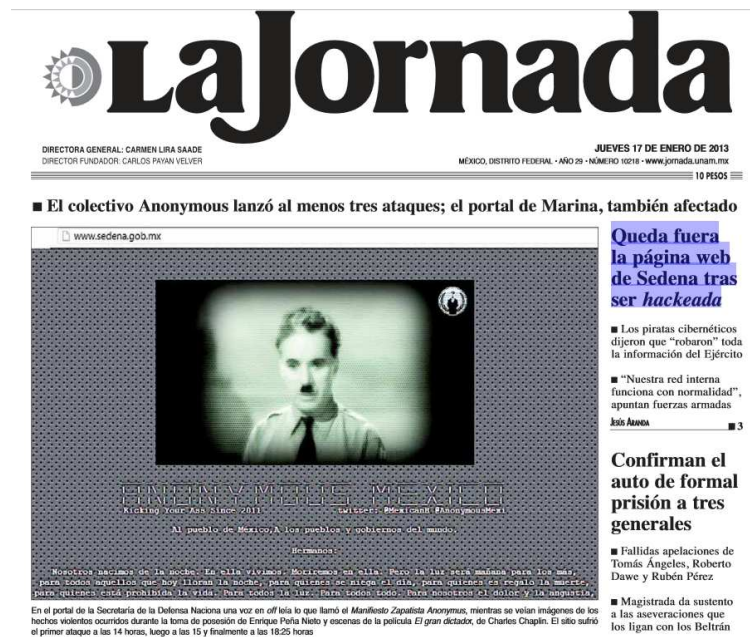 LaJornada
DIRECTORA GENERAL: CARMEN LIRA SAADE
DIRECTOR FUNDADOR: CARLOS PAYAN VELVER
JUEVES 17 DE ENERO DE 2013
MÉXICO, DISTRITO FEDERAL • AÑO 29 • NÚMERO 10218 • www.jornada.unam.mx
10 PESOS
■ El colectivo Anonymous lanzó al menos tres ataques; el portal de Marina, también afectado
www.sedena.gob.mx
ANONYMOUS MEXICO
Kicking Your Ass Since 2011
twitter: @MexicanH @AnonymousMexi
Al pueblo de México,A los pueblos y gobiernos del mundo.
Hermanos:
Nosotros nacimos de la noche. En ella vivimos. Moriremos en ella. Pero la luz será mañana para los más,
para todos aquellos que hoy lloran la noche, para quienes se niega el día, para quienes es regalo la muerte,
para quienes está prohibida la vida. Para todos la luz. Para todos todo. Para nosotros el dolor y la angustia,
En el portal de la Secretaría de la Defensa Naciona una voz en off leía lo que llamó el Manifiesto Zapatista Anonymus, mientras se veían imágenes de los
hechos violentos ocurridos durante la toma de posesión de Enrique Peña Nieto y escenas de la película El gran dictador, de Charles Chaplin. El sitio sufrió
el primer ataque a las 14 horas, luego a las 15 y finalmente a las 18:25 horas
Queda fuera
la página web
de Sedena tras
ser hackeada
■ Los piratas cibernéticos
dijeron que “robaron” toda
la información del Ejército
■ “Nuestra red interna
funciona con normalidad”,
apuntan fuerzas armadas
JESÚS ARANDA
■ 3
Confirman el
auto de formal
prisión a tres
generales
■ Fallidas apelaciones de
Tomás Ángeles, Roberto
Dawe y Rubén Pérez
■ Magistrada da sustento
a las aseveraciones que
los ligan con los Beltrán